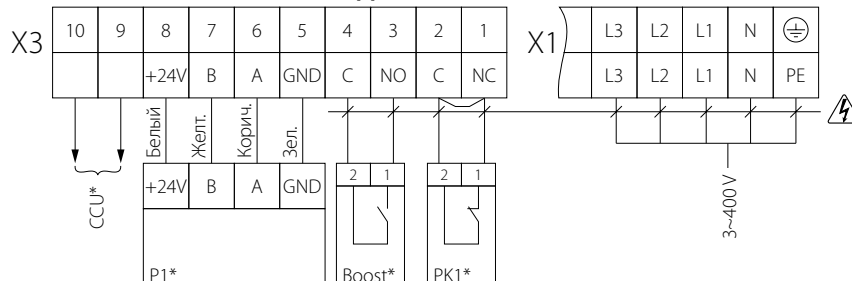 X3 10 9 8 7 6 5 4 3 2 1 X1 L3 L2 L1 N
+24V B A GND C NO C NC L3 L2 L1 N PE
Белый Желт. Корич. Зел.
CCU*
+24V B A GND 2 1 2 1
3~400 V
P1* Boost* PK1*